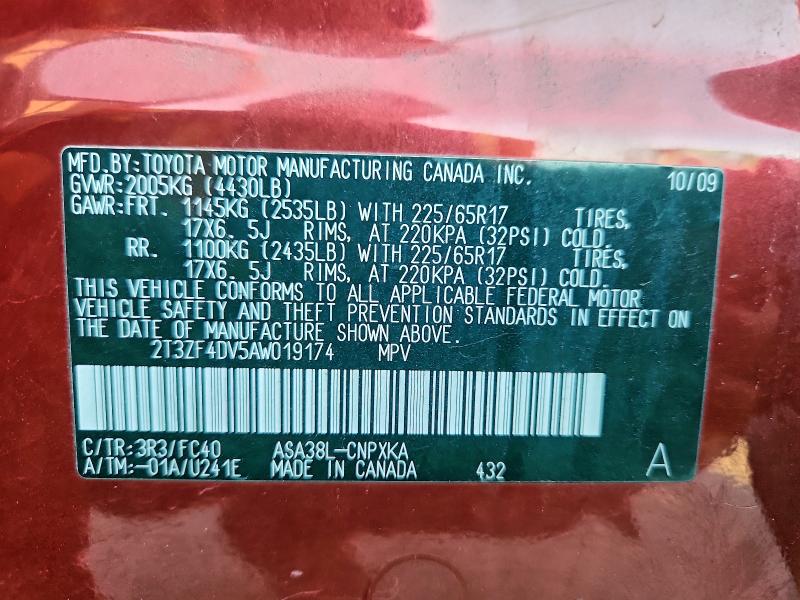 MFD. BY: TOYOTA MOTOR MANUFACTURING CANADA INC. 10/09
GVWR: 2005KG (4430LB)
GAWR: FRT. 1145KG (2535LB) WITH 225/65R17 TIRES,
17X6. 5J RIMS, AT 220KPA (32PSI) COLD.
RR. 1100KG (2435LB) WITH 225/65R17 TIRES,
17X6. 5J RIMS, AT 220KPA (32PSI) COLD.
THIS VEHICLE CONFORMS TO ALL APPLICABLE FEDERAL MOTOR
VEHICLE SAFETY AND THEFT PREVENTION STANDARDS IN EFFECT ON
THE DATE OF MANUFACTURE SHOWN ABOVE.
2T3ZF4DV5AW019174 MPV
C/TR: 3R3/FC40 ASA38L-CNPXKA
A/TM: -01A/U241E MADE IN CANADA 432 A